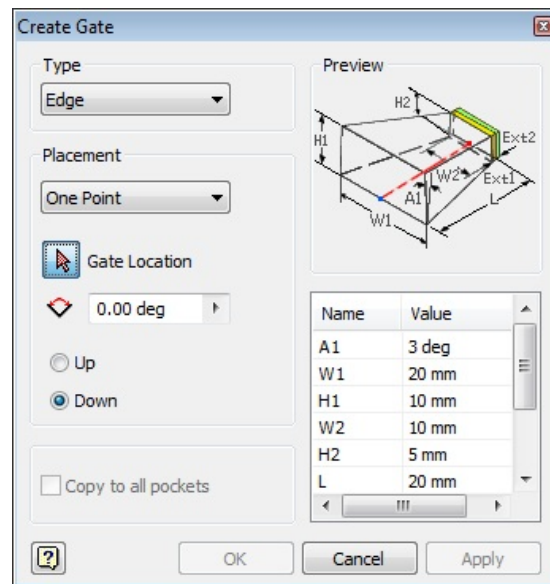 Create Gate
Type
Edge
Placement
One Point
Gate Location
0.00 deg
Up
Down
Copy to all pockets
Preview
H2
H1
Ext2
W2
Ext1
A1
L
W1
Name Value
A1 3 deg
W1 20 mm
H1 10 mm
W2 10 mm
H2 5 mm
L 20 mm
?
OK Cancel Apply